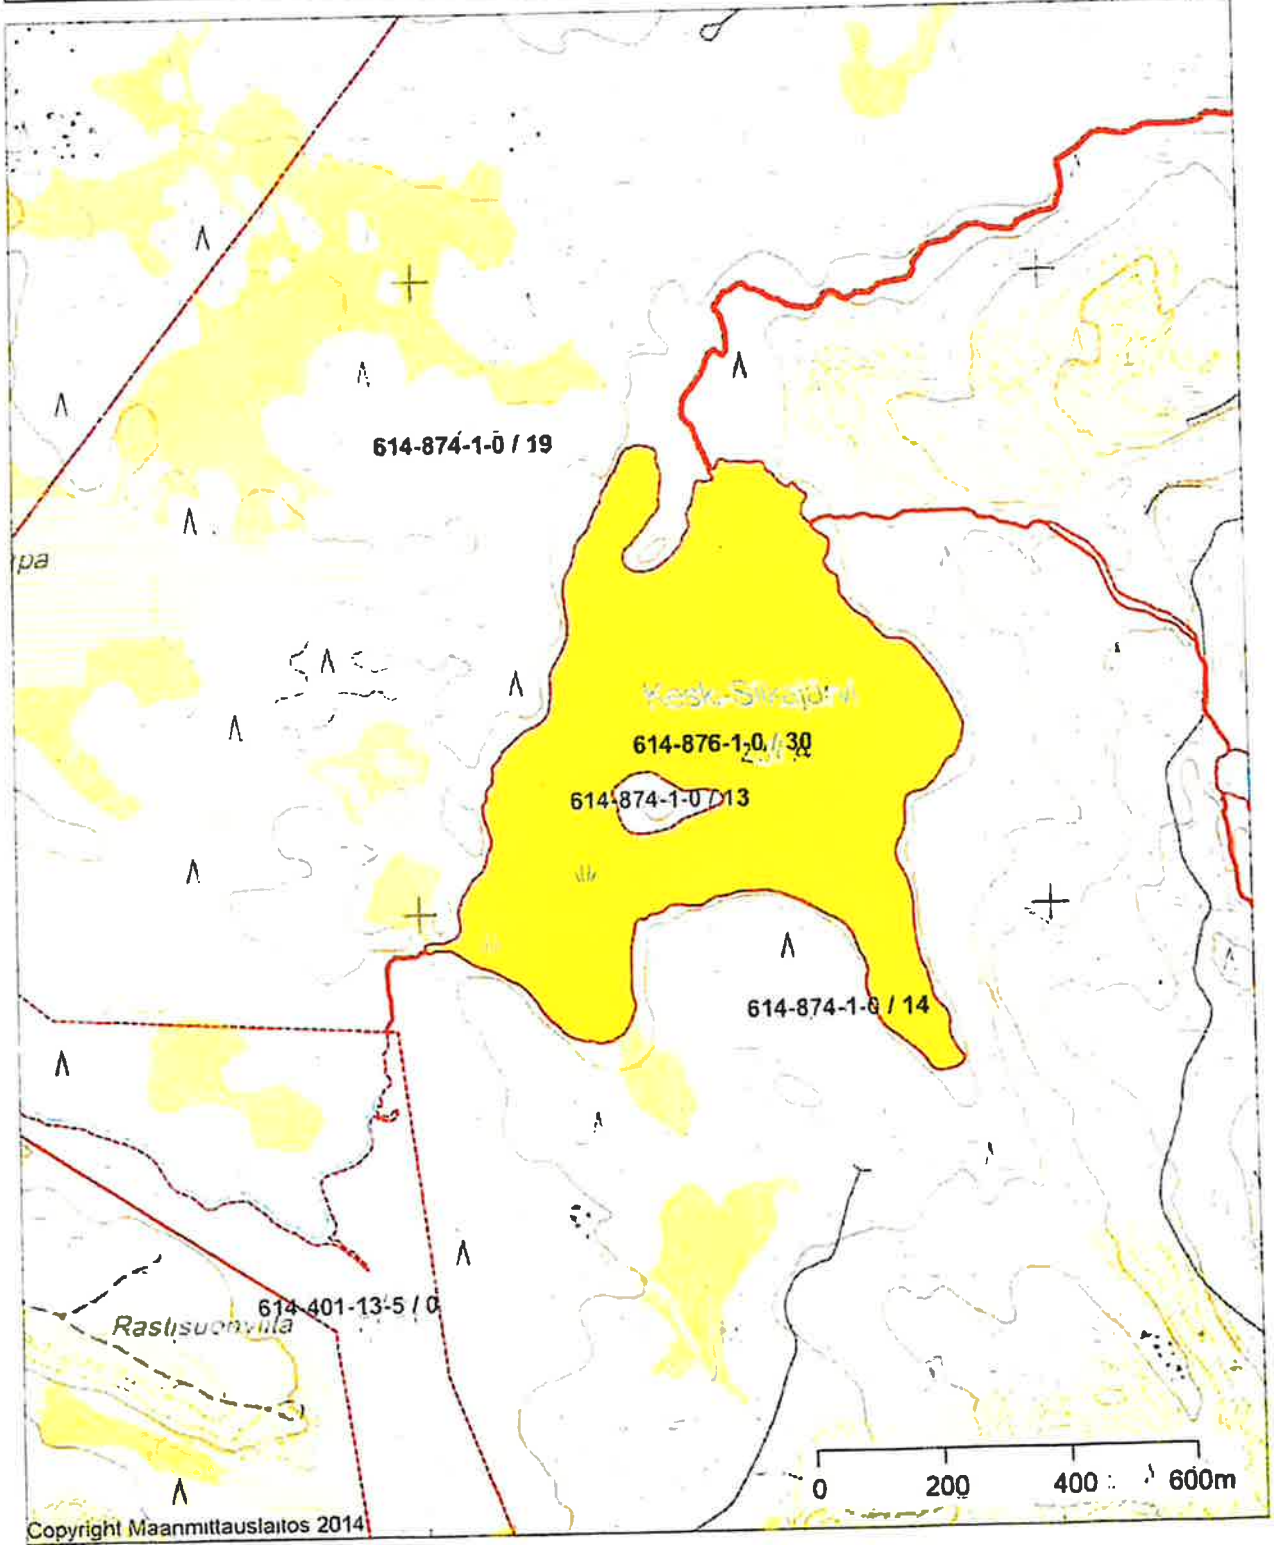 614-874-1-0 / 19
pa
614-876-1-0 / 30
614-874-1-0 / 13
614-874-1-0 / 14
614-401-13-5 / 0
Rastisuonviita
0 200 400 600m
Copyright Maanmittauslaitos 2014